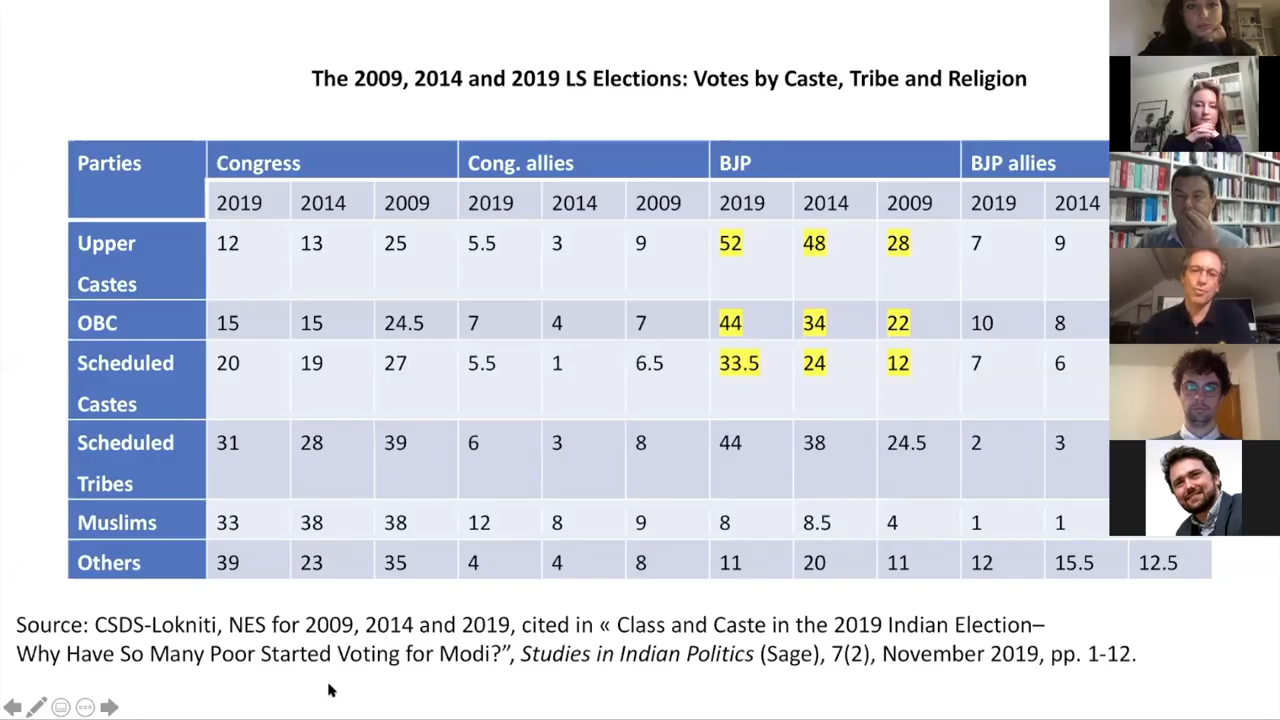 The 2009, 2014 and 2019 LS Elections: Votes by Caste, Tribe and Religion
Parties Congress Cong. allies BJP BJP allies
2019 2014 2009 2019 2014 2009 2019 2014 2009 2019 2014
Upper Castes 12 13 25 5.5 3 9 52 48 28 7 9
OBC 15 15 24.5 7 4 7 44 34 22 10 8
Scheduled Castes 20 19 27 5.5 1 6.5 33.5 24 12 7 6
Scheduled Tribes 31 28 39 6 3 8 44 38 24.5 2 3
Muslims 33 38 38 12 8 9 8 8.5 4 1 1
Others 39 23 35 4 4 8 11 20 11 12 15.5 12.5
Source: CSDS-Lokniti, NES for 2009, 2014 and 2019, cited in « Class and Caste in the 2019 Indian Election–
Why Have So Many Poor Started Voting for Modi?”, Studies in Indian Politics (Sage), 7(2), November 2019, pp. 1-12.